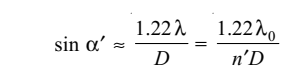 sin α′ ≈ 1.22λ / D = 1.22λ₀ / n′D